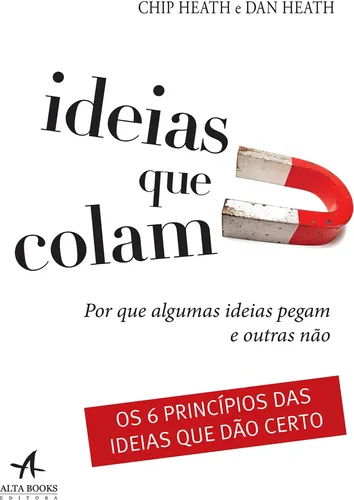 CHIP HEATH e DAN HEATH
ideias
que
colam
Por que algumas ideias pegam
e outras não
OS 6 PRINCÍPIOS DAS
IDEIAS QUE DÃO CERTO
ALTA BOOKS
EDITORA